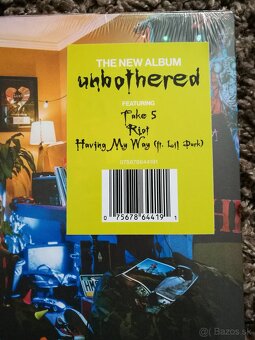 THE NEW ALBUM
unbothered
FEATURING
Take 5
Riot
Having My Way (ft. Lil Durk)
075678644191
0 75678 64419 1
© Bazos.sk